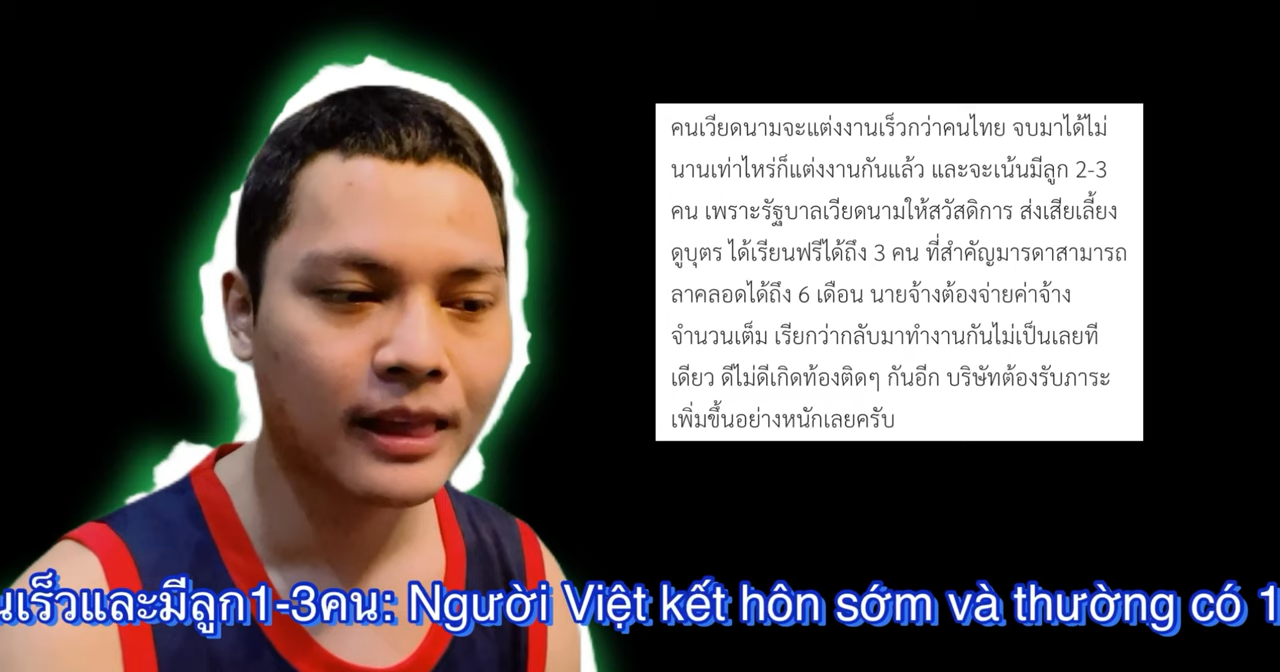 คนเวียดนามจะแต่งงานเร็วกว่าคนไทย จบมาได้ไม่
นานเท่าไหร่ก็แต่งงานกันแล้ว และจะเน้นมีลูก 2-3
คน เพราะรัฐบาลเวียดนามให้สวัสดิการ ส่งเสียเลี้ยง
ดูบุตร ได้เรียนฟรีได้ถึง 3 คน ที่สำคัญมารดาสามารถ
ลาคลอดได้ถึง 6 เดือน นายจ้างต้องจ่ายค่าจ้าง
จำนวนเต็ม เรียกว่ากลับมาทำงานกันไม่เป็นเลยที
เดียว ดีไม่ดีเกิดท้องติดๆ กันอีก บริษัทต้องรับภาระ
เพิ่มขึ้นอย่างหนักเลยครับ
นเร็วและมีลูก1-3คน: Người Việt kết hôn sớm và thường có 1